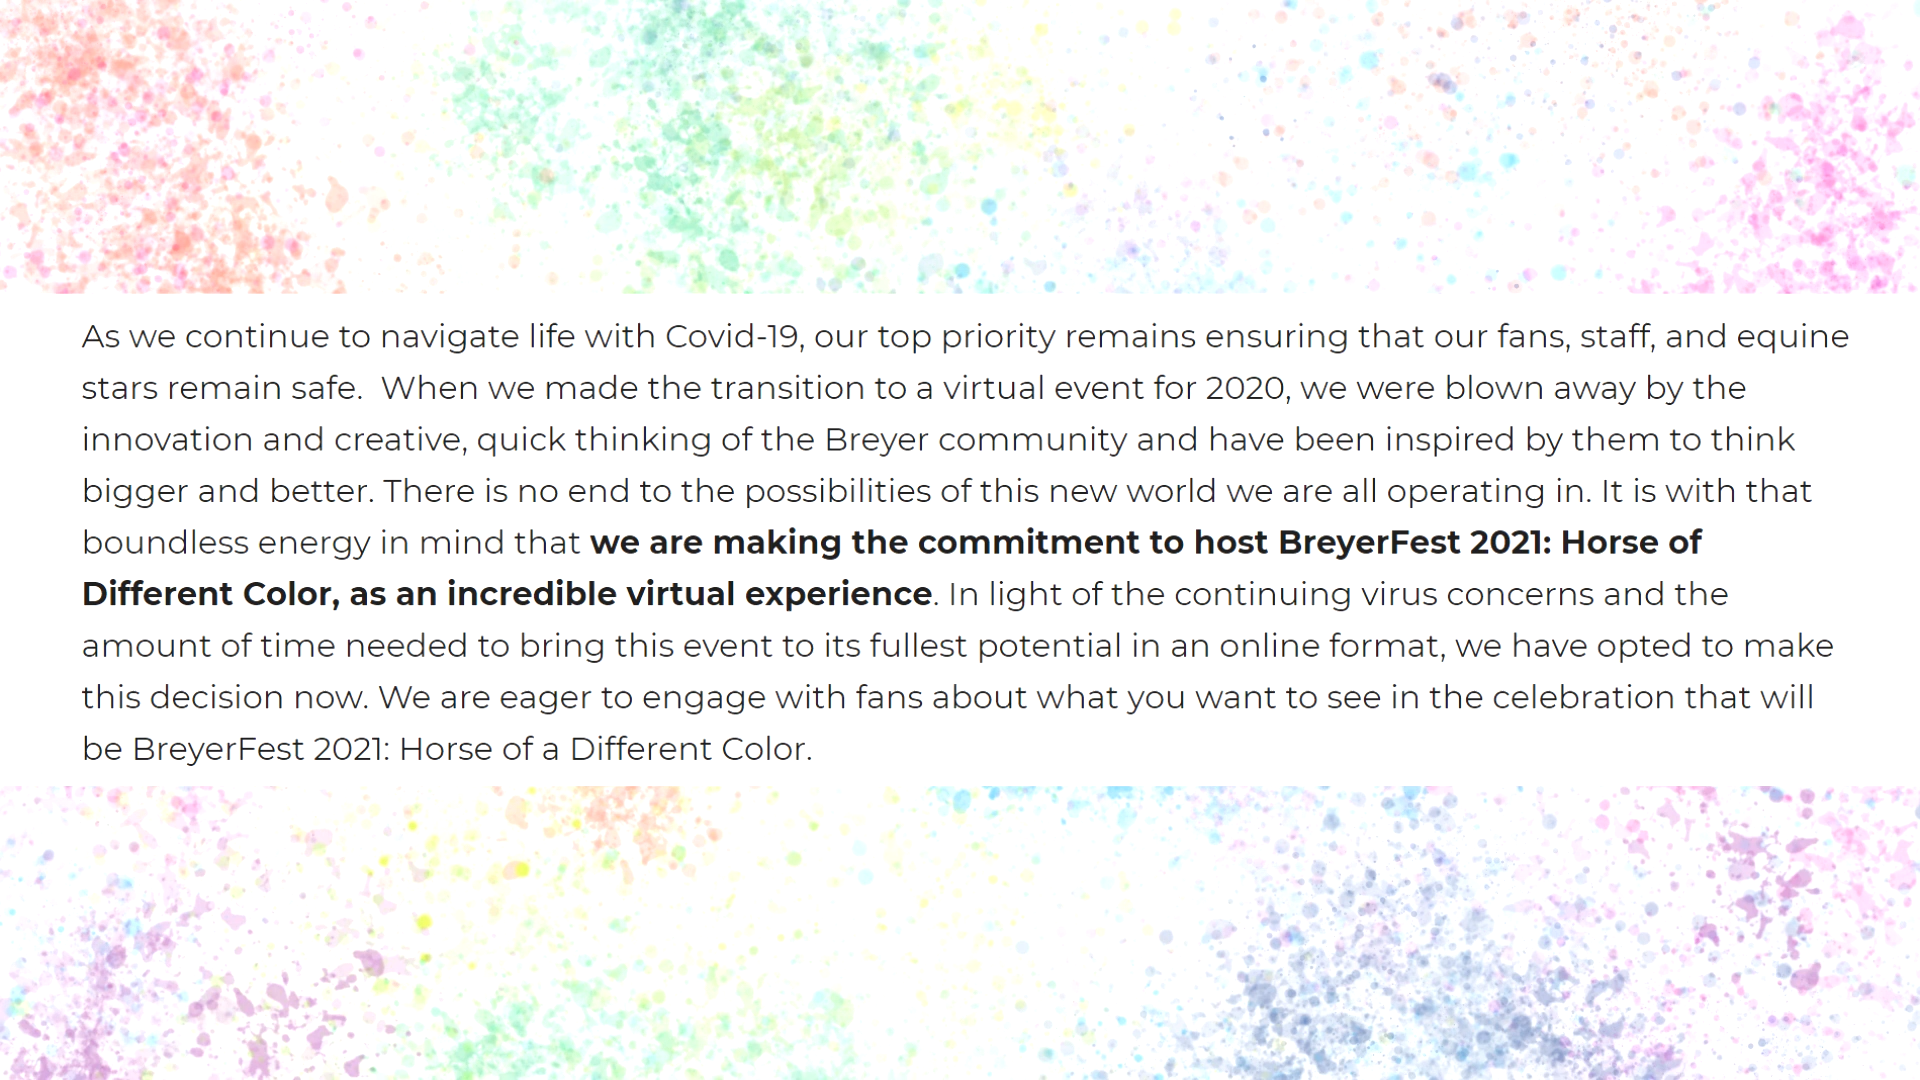 As we continue to navigate life with Covid-19, our top priority remains ensuring that our fans, staff, and equine
stars remain safe.  When we made the transition to a virtual event for 2020, we were blown away by the
innovation and creative, quick thinking of the Breyer community and have been inspired by them to think
bigger and better. There is no end to the possibilities of this new world we are all operating in. It is with that
boundless energy in mind that we are making the commitment to host BreyerFest 2021: Horse of
Different Color, as an incredible virtual experience. In light of the continuing virus concerns and the
amount of time needed to bring this event to its fullest potential in an online format, we have opted to make
this decision now. We are eager to engage with fans about what you want to see in the celebration that will
be BreyerFest 2021: Horse of a Different Color.